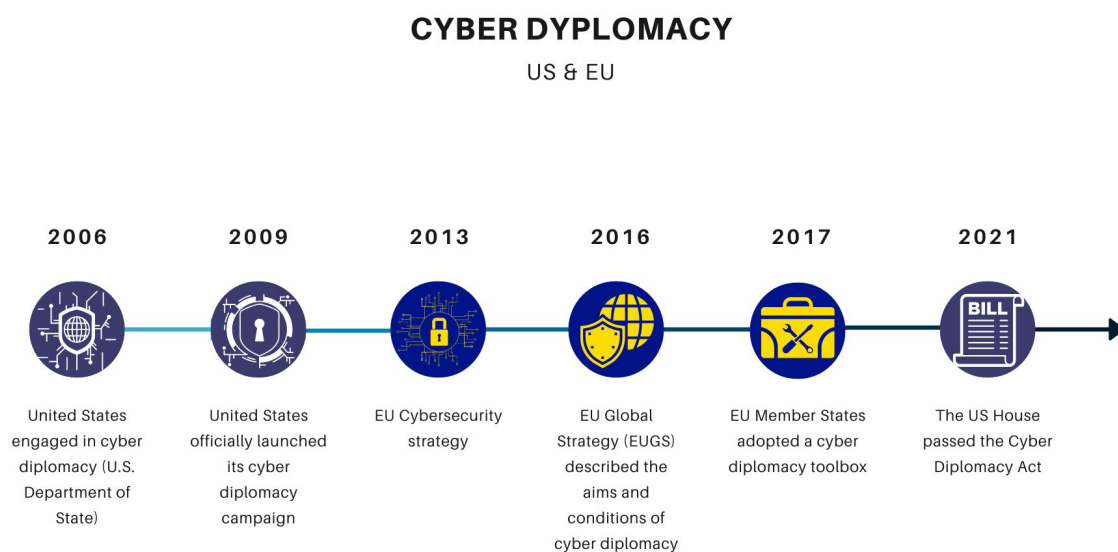 CYBER DYPLOMACY
US & EU
2006
2009
2013
2016
2017
2021
BILL
United States
engaged in cyber
diplomacy (U.S.
Department of
State)
United States
officially launched
its cyber
diplomacy
campaign
EU Cybersecurity
strategy
EU Global
Strategy (EUGS)
described the
aims and
conditions of
cyber diplomacy
EU Member States
adopted a cyber
diplomacy toolbox
The US House
passed the Cyber
Diplomacy Act